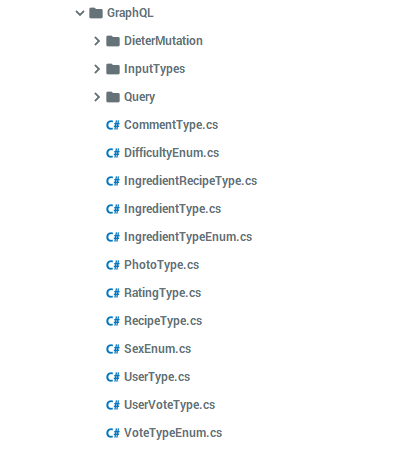 GraphQL
DieterMutation
InputTypes
Query
C# CommentType.cs
C# DifficultyEnum.cs
C# IngredientRecipeType.cs
C# IngredientType.cs
C# IngredientTypeEnum.cs
C# PhotoType.cs
C# RatingType.cs
C# RecipeType.cs
C# SexEnum.cs
C# UserType.cs
C# UserVoteType.cs
C# VoteTypeEnum.cs